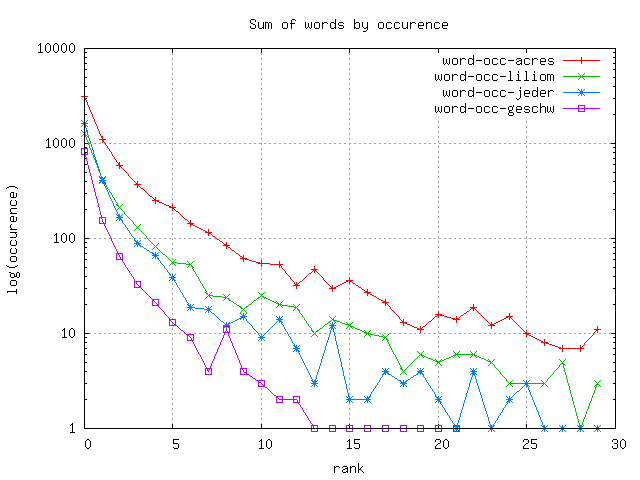 Sum of words by occurence
10000
1000
100
10
1
log(occurence)
word-occ-acres
word-occ-liliom
word-occ-jeder
word-occ-geschw
0 5 10 15 20 25 30
rank